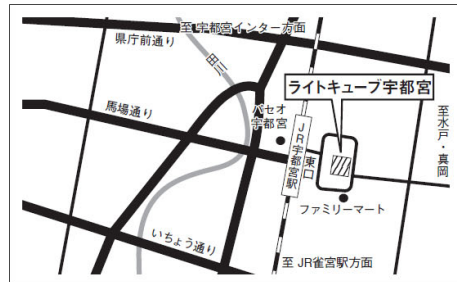 至 宇都宮インター方面
県庁前通り
田川
ライトキューブ宇都宮
馬場通り
パセオ
宇都宮
JR宇都宮駅
東口
至水戸・真岡
ファミリーマート
いちょう通り
至 JR雀宮駅方面